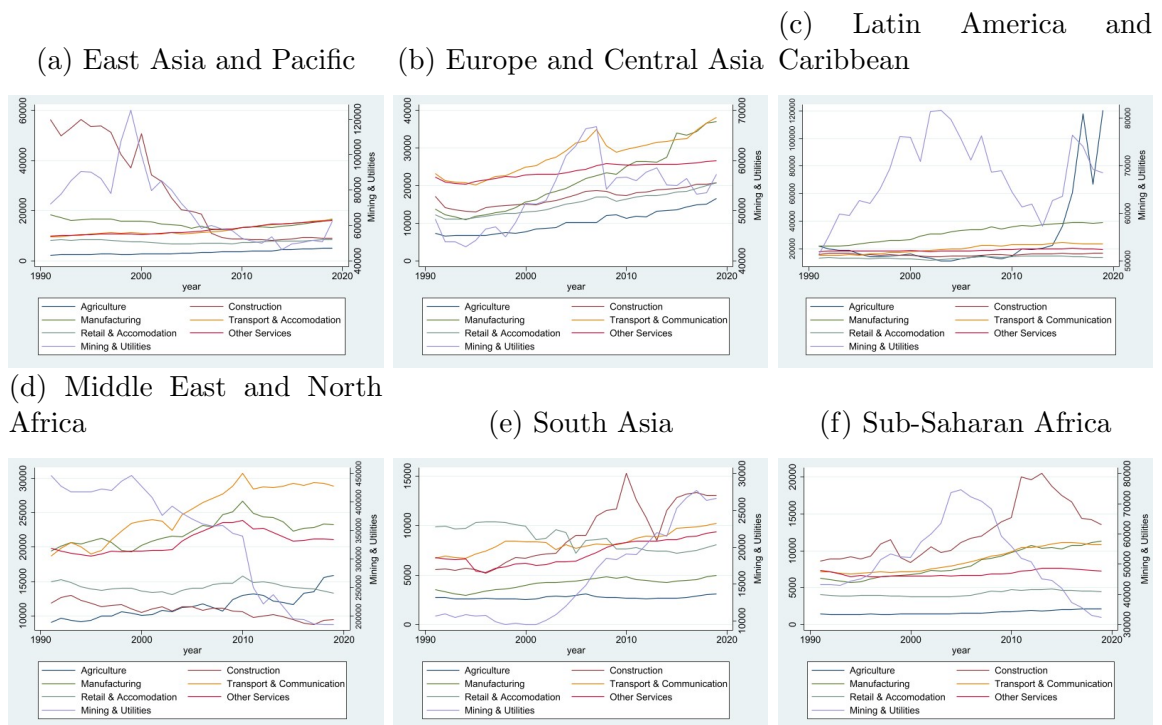 (a) East Asia and Pacific
60000
40000
20000
0
120000
100000
80000
60000
40000
Mining & Utilities
1990
2000
2010
2020
year
Agriculture
Construction
Manufacturing
Transport & Accomodation
Retail & Accomodation
Other Services
Mining & Utilities
(b) Europe and Central Asia
40000
30000
20000
10000
0
70000
60000
50000
40000
Mining & Utilities
1990
2000
2010
2020
year
Agriculture
Construction
Manufacturing
Transport & Communication
Retail & Accomodation
Other Services
Mining & Utilities
(c) Latin America and
Caribbean
120000
100000
80000
60000
40000
20000
80000
70000
60000
50000
Mining & Utilities
1990
2000
2010
2020
year
Agriculture
Construction
Manufacturing
Transport & Communication
Retail & Accomodation
Other Services
Mining & Utilities
(d) Middle East and North
Africa
30000
25000
20000
15000
10000
450000
400000
350000
300000
250000
200000
Mining & Utilities
1990
2000
2010
2020
year
Agriculture
Construction
Manufacturing
Transport & Communication
Retail & Accomodation
Other Services
Mining & Utilities
(e) South Asia
15000
10000
5000
0
30000
25000
20000
15000
10000
Mining & Utilities
1990
2000
2010
2020
year
Agriculture
Construction
Manufacturing
Transport & Communication
Retail & Accomodation
Other Services
Mining & Utilities
(f) Sub-Saharan Africa
20000
15000
10000
5000
0
80000
70000
60000
50000
40000
30000
Mining & Utilities
1990
2000
2010
2020
year
Agriculture
Construction
Manufacturing
Transport & Communication
Retail & Accomodation
Other Services
Mining & Utilities